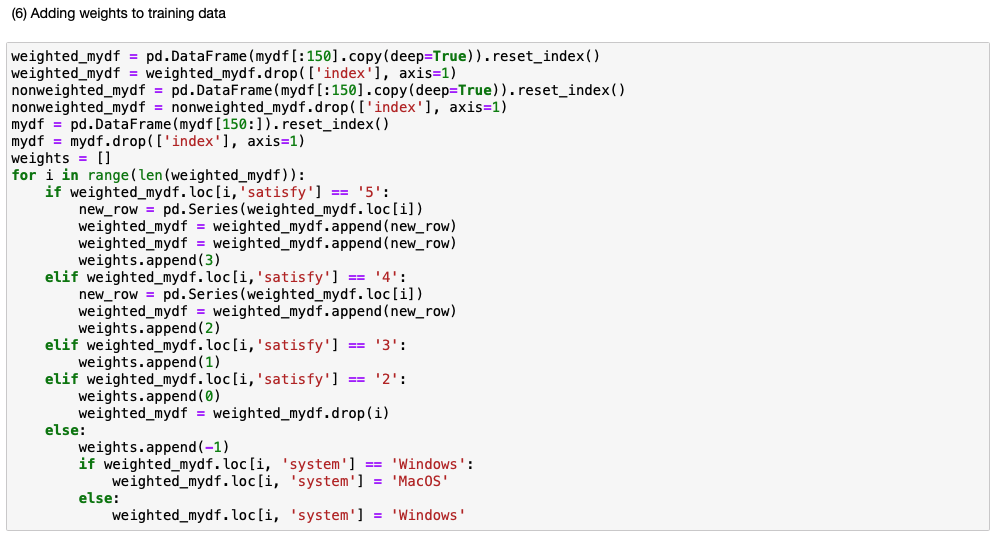 (6) Adding weights to training data
weighted_mydf = pd.DataFrame(mydf[:150].copy(deep=True)).reset_index()
weighted_mydf = weighted_mydf.drop(['index'], axis=1)
nonweighted_mydf = pd.DataFrame(mydf[:150].copy(deep=True)).reset_index()
nonweighted_mydf = nonweighted_mydf.drop(['index'], axis=1)
mydf = pd.DataFrame(mydf[150:]).reset_index()
mydf = mydf.drop(['index'], axis=1)
weights = []
for i in range(len(weighted_mydf)):
    if weighted_mydf.loc[i,'satisfy'] == '5':
        new_row = pd.Series(weighted_mydf.loc[i])
        weighted_mydf = weighted_mydf.append(new_row)
        weighted_mydf = weighted_mydf.append(new_row)
        weights.append(3)
    elif weighted_mydf.loc[i,'satisfy'] == '4':
        new_row = pd.Series(weighted_mydf.loc[i])
        weighted_mydf = weighted_mydf.append(new_row)
        weights.append(2)
    elif weighted_mydf.loc[i,'satisfy'] == '3':
        weights.append(1)
    elif weighted_mydf.loc[i,'satisfy'] == '2':
        weights.append(0)
        weighted_mydf = weighted_mydf.drop(i)
    else:
        weights.append(-1)
        if weighted_mydf.loc[i, 'system'] == 'Windows':
            weighted_mydf.loc[i, 'system'] = 'MacOS'
        else:
            weighted_mydf.loc[i, 'system'] = 'Windows'